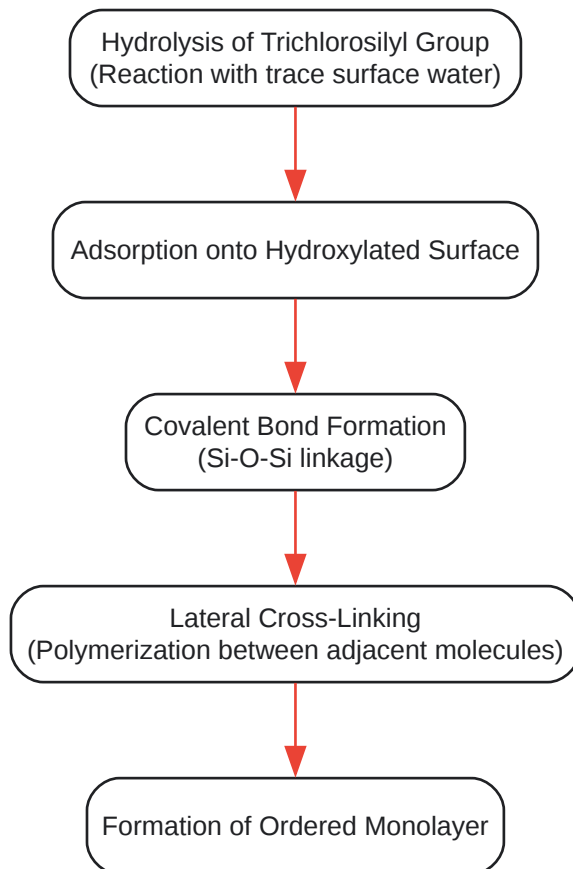 Hydrolysis of Trichlorosilyl Group
(Reaction with trace surface water)
Adsorption onto Hydroxylated Surface
Covalent Bond Formation
(Si-O-Si linkage)
Lateral Cross-Linking
(Polymerization between adjacent molecules)
Formation of Ordered Monolayer